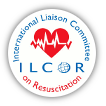 International Liaison Committee
ILCOR
on Resuscitation